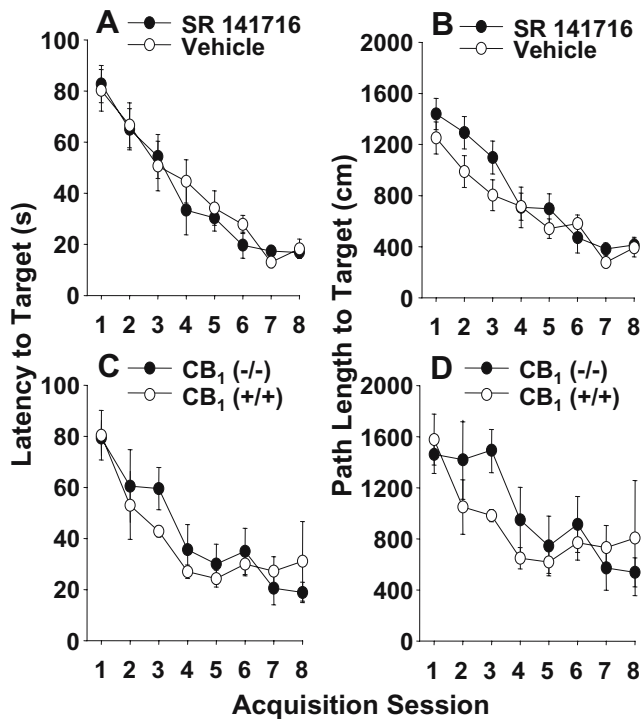 A
SR 141716
Vehicle
100
80
60
40
20
0
1 2 3 4 5 6 7 8
B
SR 141716
Vehicle
2000
1600
1200
800
400
0
1 2 3 4 5 6 7 8
C
CB1 (-/-)
CB1 (+/+)
100
80
60
40
20
0
1 2 3 4 5 6 7 8
D
CB1 (-/-)
CB1 (+/+)
2000
1600
1200
800
400
0
1 2 3 4 5 6 7 8
Latency to Target (s)
Path Length to Target (cm)
Acquisition Session